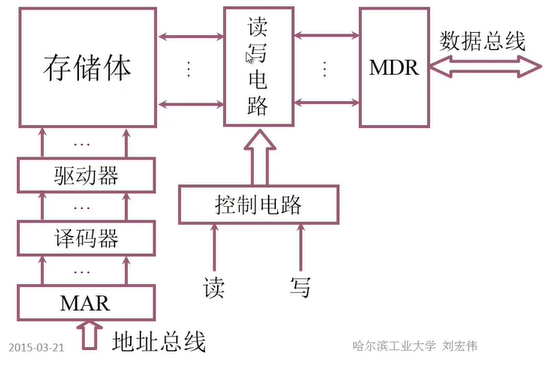 存储体
读写电路
MDR
数据总线
驱动器
控制电路
译码器
读
写
MAR
地址总线
2015-03-21
哈尔滨工业大学 刘宏伟